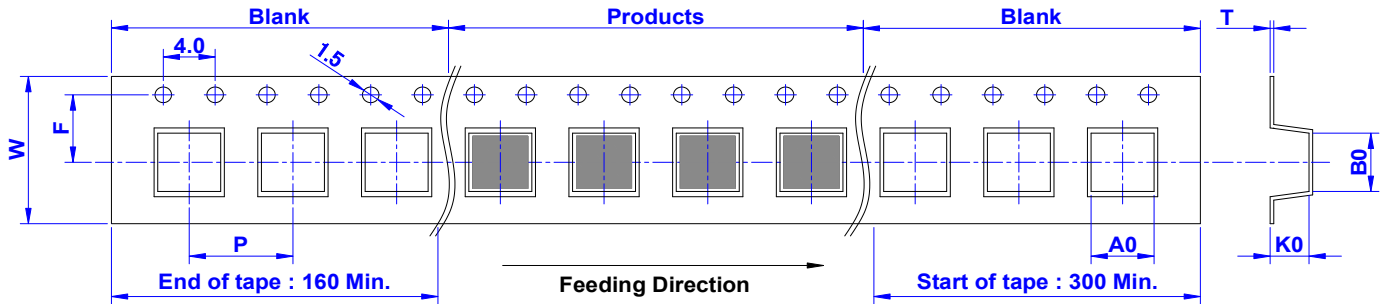 Blank
Products
Blank
T
4.0
1.5
F
W
B0
P
A0
K0
End of tape : 160 Min.
Feeding Direction
Start of tape : 300 Min.